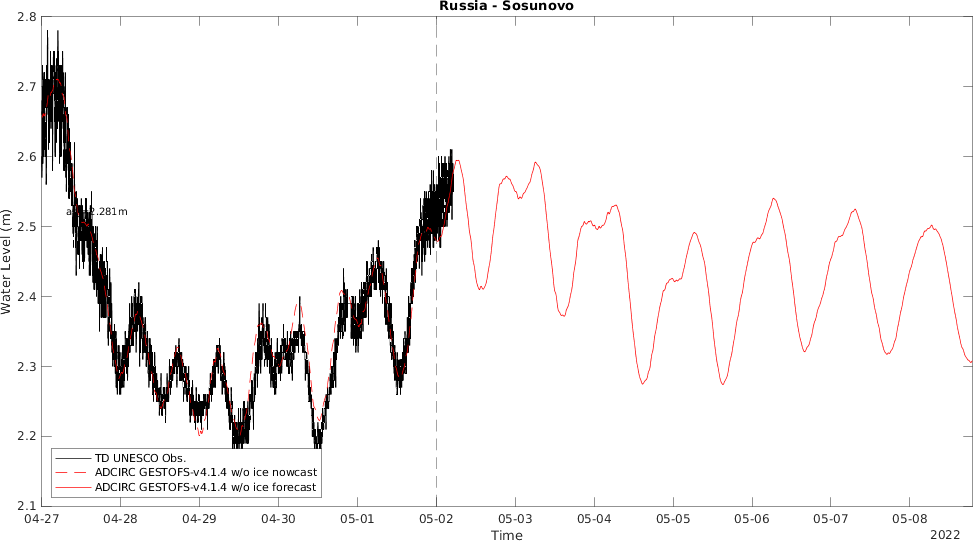 Russia - Sosunovo
2.8
2.7
2.6
2.5
2.4
2.3
2.2
2.1
Water Level (m)
2.281m
TD UNESCO Obs.
ADCIRC GESTOFS-v4.1.4 w/o ice nowcast
ADCIRC GESTOFS-v4.1.4 w/o ice forecast
04-27 04-28 04-29 04-30 05-01 05-02 05-03 05-04 05-05 05-06 05-07 05-08
Time
2022